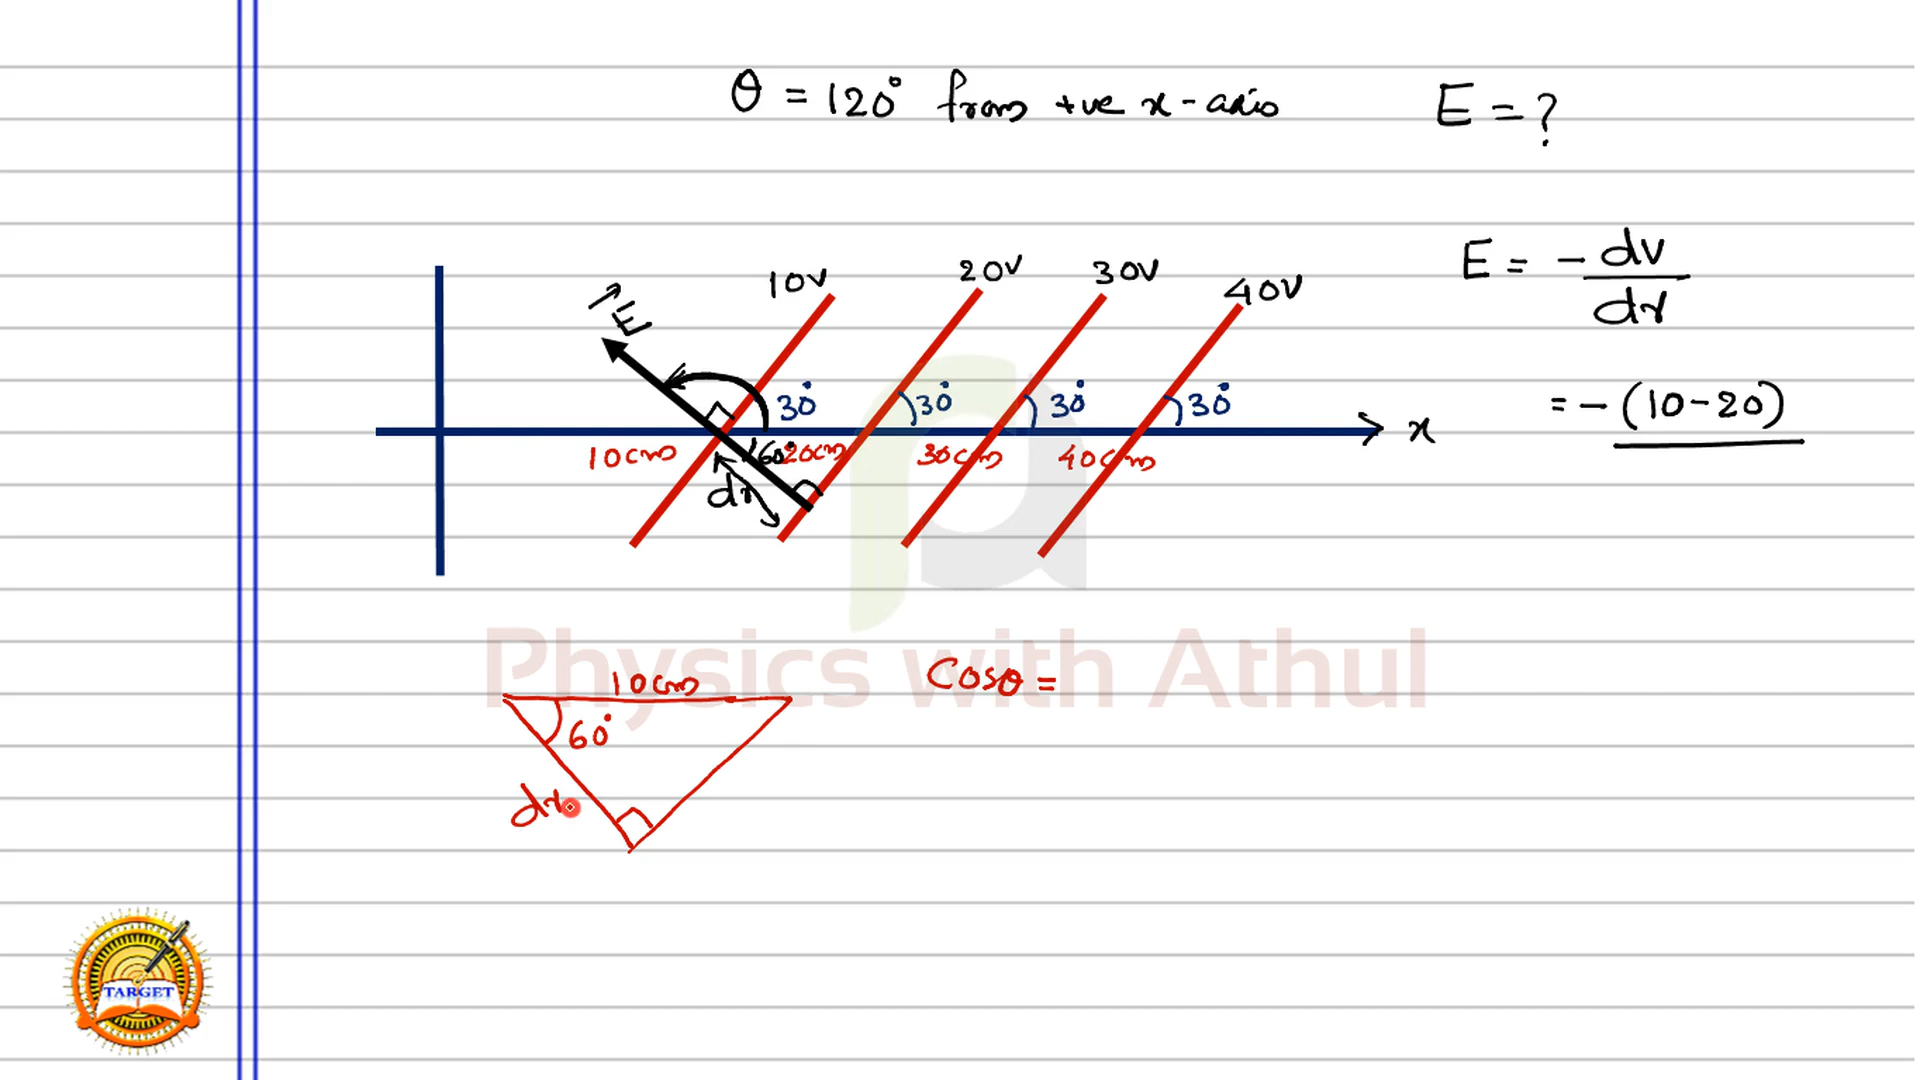 θ = 120° from +ve x-axis E = ?
10V 20V 30V 40V
E = - dV/dr
E
30° 30° 30° 30°
= - (10-20)
x
10cm 60° 20cm 30cm 40cm
dr
Physics with Athul
10cm
Cosθ =
60°
dr
TARGET